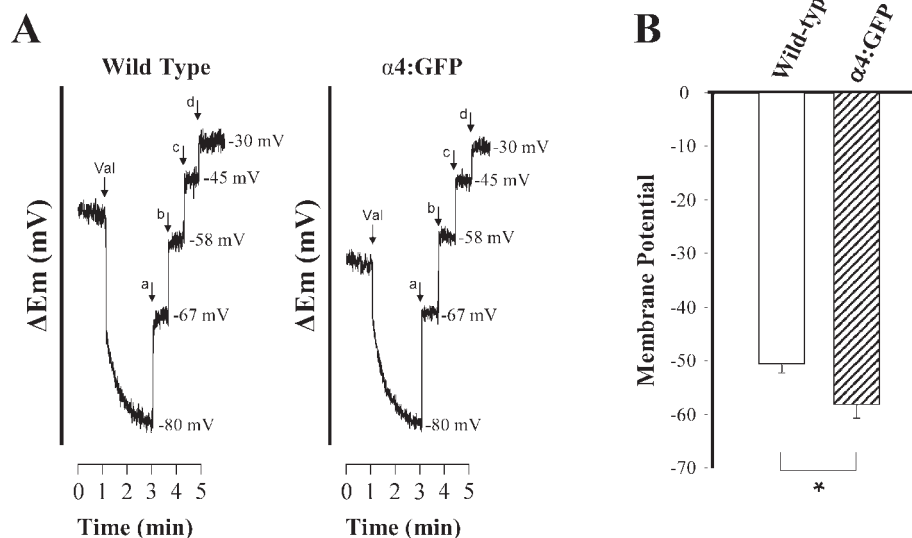 A
Wild Type
ΔEm (mV)
Val
a
b
c
d
-30 mV
-45 mV
-58 mV
-67 mV
-80 mV
0 1 2 3 4 5
Time (min)
α4:GFP
ΔEm (mV)
Val
a
b
c
d
-30 mV
-45 mV
-58 mV
-67 mV
-80 mV
0 1 2 3 4 5
Time (min)
B
α4:GFP
Membrane Potential
0
-10
-20
-30
-40
-50
-60
-70
*